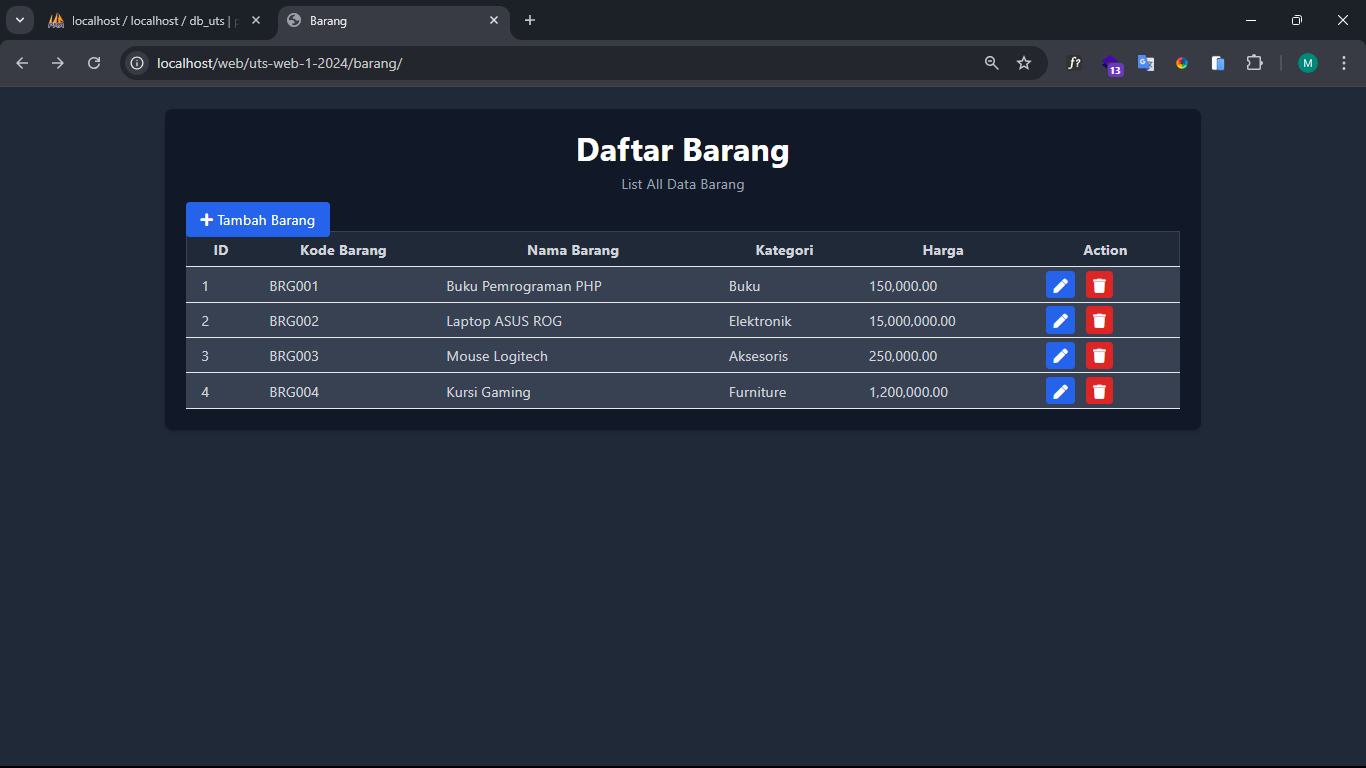 localhost / localhost / db_uts |
Barang
localhost/web/uts-web-1-2024/barang/
f?
13
M
Daftar Barang
List All Data Barang
Tambah Barang
ID Kode Barang Nama Barang Kategori Harga Action
1 BRG001 Buku Pemrograman PHP Buku 150,000.00
2 BRG002 Laptop ASUS ROG Elektronik 15,000,000.00
3 BRG003 Mouse Logitech Aksesoris 250,000.00
4 BRG004 Kursi Gaming Furniture 1,200,000.00